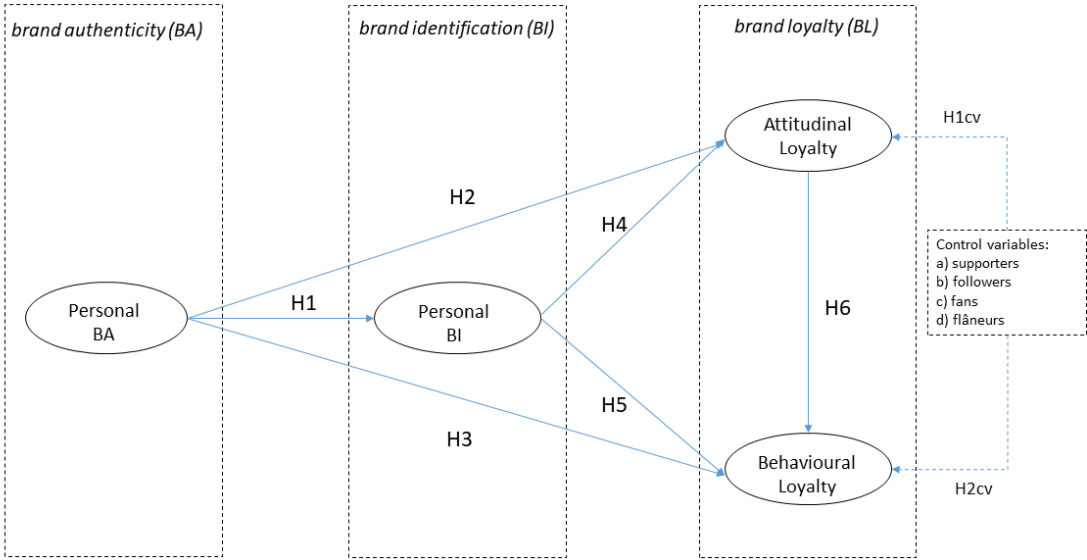 brand authenticity (BA)
brand identification (BI)
brand loyalty (BL)
Attitudinal
Loyalty
H1cv
H2
H4
Control variables:
a) supporters
b) followers
c) fans
d) flâneurs
Personal
BA
H1
Personal
BI
H6
H5
H3
Behavioural
Loyalty
H2cv